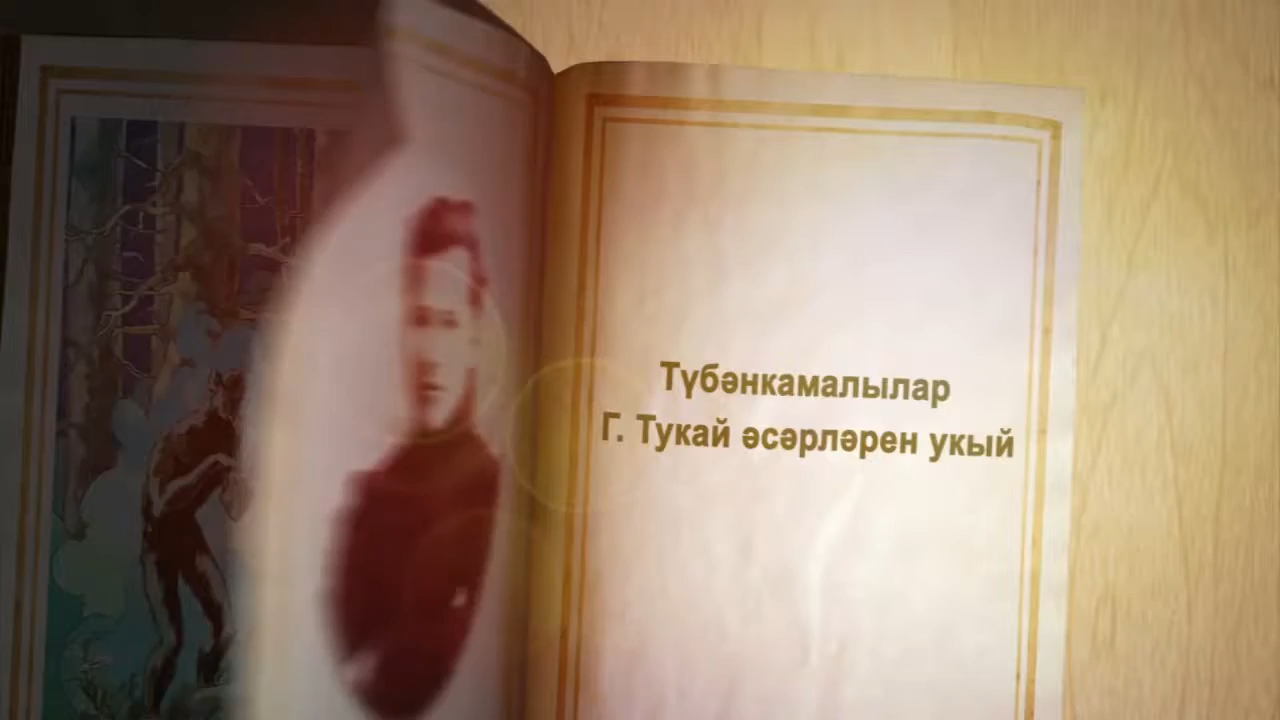 Түбәнкамалылар
Г. Тукай әсәрләрен укый